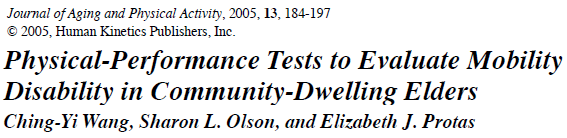 Journal of Aging and Physical Activity, 2005, 13, 184-197
© 2005, Human Kinetics Publishers, Inc.
Physical-Performance Tests to Evaluate Mobility
Disability in Community-Dwelling Elders
Ching-Yi Wang, Sharon L. Olson, and Elizabeth J. Protas